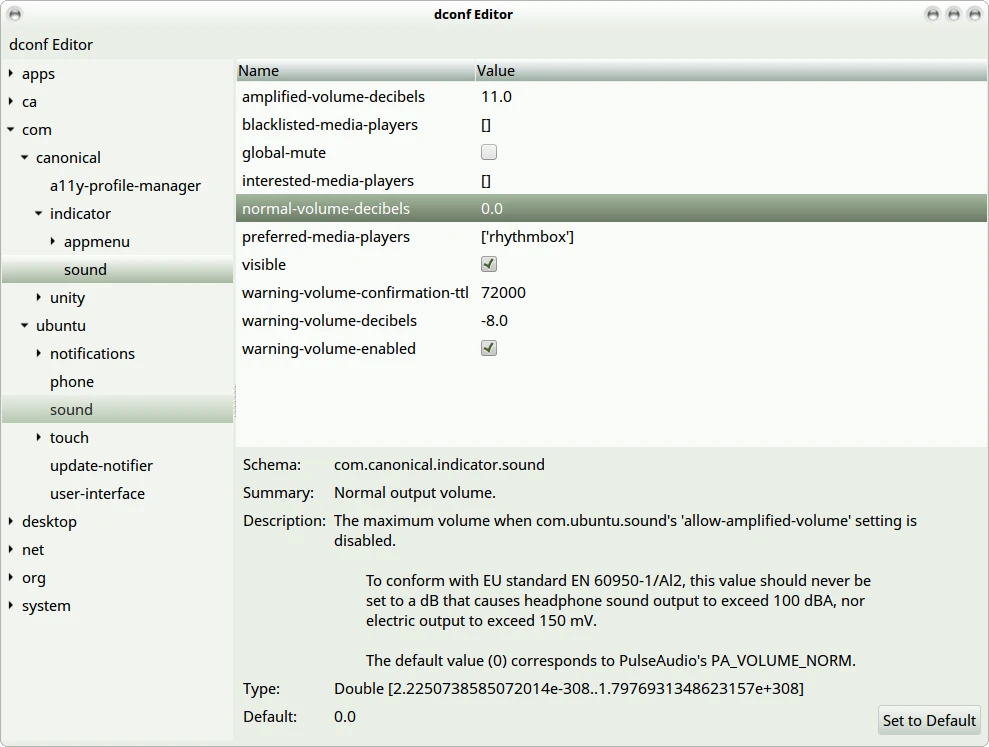 dconf Editor
dconf Editor
apps
ca
com
canonical
a11y-profile-manager
indicator
appmenu
sound
unity
ubuntu
notifications
phone
sound
touch
update-notifier
user-interface
desktop
net
org
system
Name Value
amplified-volume-decibels 11.0
blacklisted-media-players []
global-mute
interested-media-players []
normal-volume-decibels 0.0
preferred-media-players ['rhythmbox']
visible
warning-volume-confirmation-ttl 72000
warning-volume-decibels -8.0
warning-volume-enabled
Schema: com.canonical.indicator.sound
Summary: Normal output volume.
Description: The maximum volume when com.ubuntu.sound's 'allow-amplified-volume' setting is
disabled.
To conform with EU standard EN 60950-1/Al2, this value should never be
set to a dB that causes headphone sound output to exceed 100 dBA, nor
electric output to exceed 150 mV.
The default value (0) corresponds to PulseAudio's PA_VOLUME_NORM.
Type: Double [2.2250738585072014e-308..1.7976931348623157e+308]
Default: 0.0
Set to Default